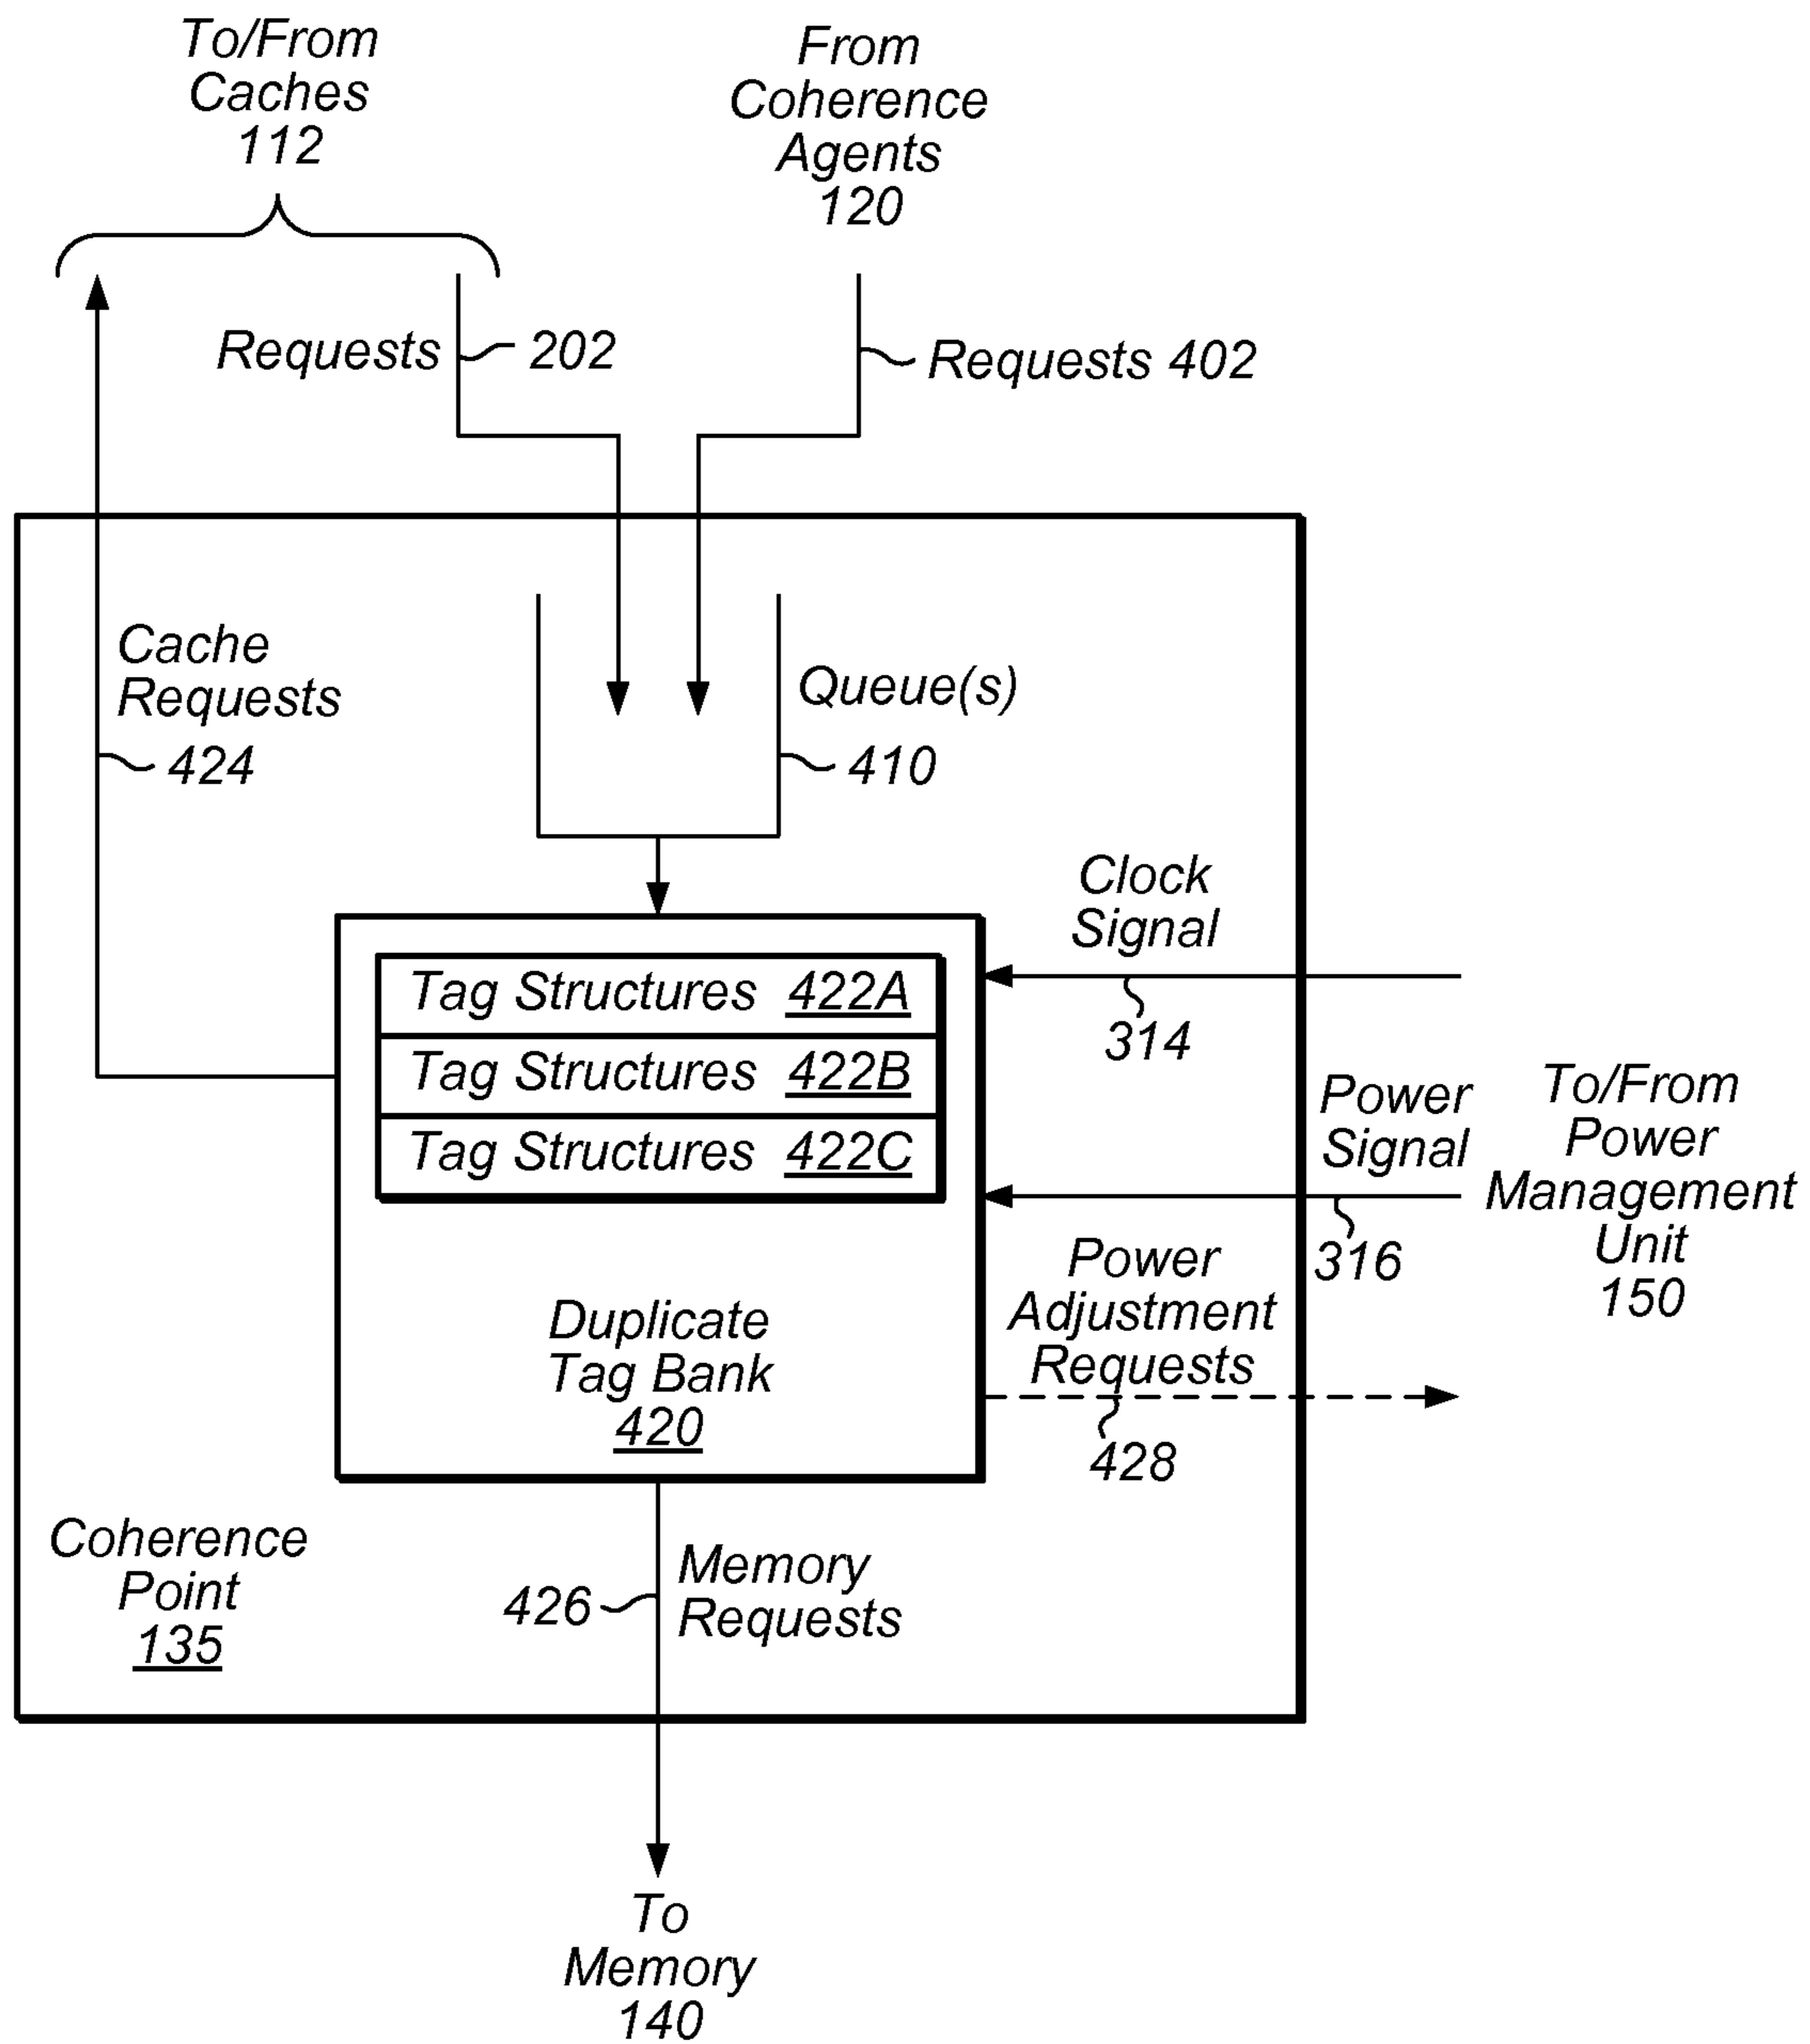 To/From
Caches
112
From
Coherence
Agents
120
Requests
202
Requests 402
Cache
Requests
424
Queue(s)
410
Clock
Signal
314
Tag Structures 422A
Tag Structures 422B
Tag Structures 422C
Power
Signal
316
To/From
Power
Management
Unit
150
Duplicate
Tag Bank
420
Power
Adjustment
Requests
428
Coherence
Point
135
426
Memory
Requests
To
Memory
140